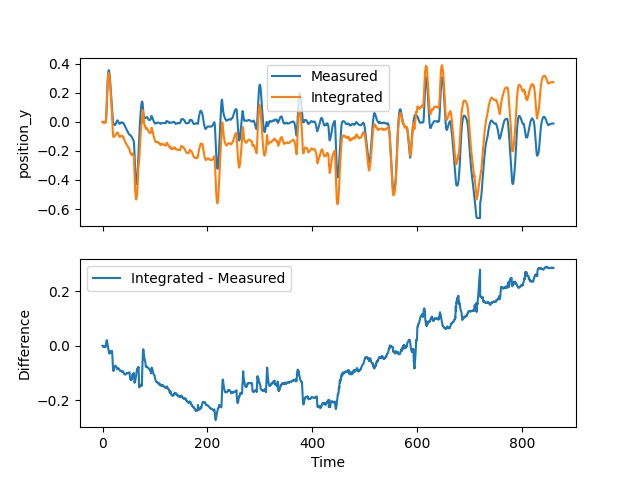 0.4
0.2
0.0
−0.2
−0.4
−0.6
position_y
Measured
Integrated
0.2
0.0
−0.2
Difference
Integrated - Measured
0
200
400
600
800
Time